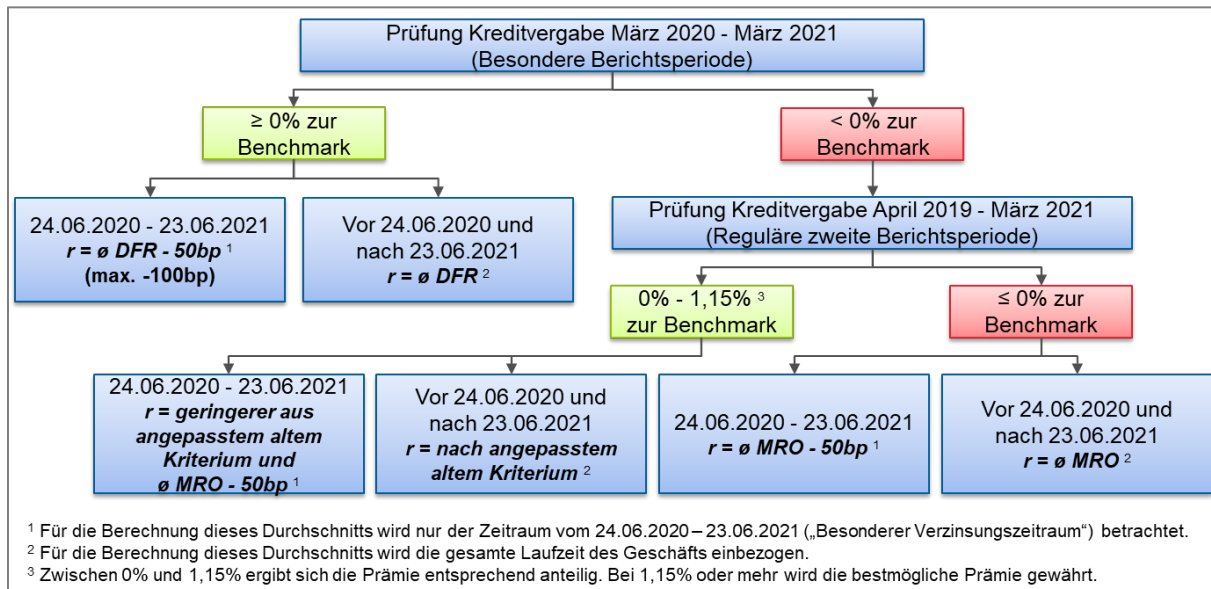 Prüfung Kreditvergabe März 2020 - März 2021
(Besondere Berichtsperiode)
≥ 0% zur
Benchmark
< 0% zur
Benchmark
24.06.2020 - 23.06.2021
r = ø DFR - 50bp ¹
(max. -100bp)
Vor 24.06.2020 und
nach 23.06.2021
r = ø DFR ²
Prüfung Kreditvergabe April 2019 - März 2021
(Reguläre zweite Berichtsperiode)
0% - 1,15% ³
zur Benchmark
≤ 0% zur
Benchmark
24.06.2020 - 23.06.2021
r = geringerer aus
angepasstem altem
Kriterium und
ø MRO - 50bp ¹
Vor 24.06.2020 und
nach 23.06.2021
r = nach angepasstem
altem Kriterium ²
24.06.2020 - 23.06.2021
r = ø MRO - 50bp ¹
Vor 24.06.2020 und
nach 23.06.2021
r = ø MRO ²
¹ Für die Berechnung dieses Durchschnitts wird nur der Zeitraum vom 24.06.2020 – 23.06.2021 („Besonderer Verzinsungszeitraum“) betrachtet.
² Für die Berechnung dieses Durchschnitts wird die gesamte Laufzeit des Geschäfts einbezogen.
³ Zwischen 0% und 1,15% ergibt sich die Prämie entsprechend anteilig. Bei 1,15% oder mehr wird die bestmögliche Prämie gewährt.